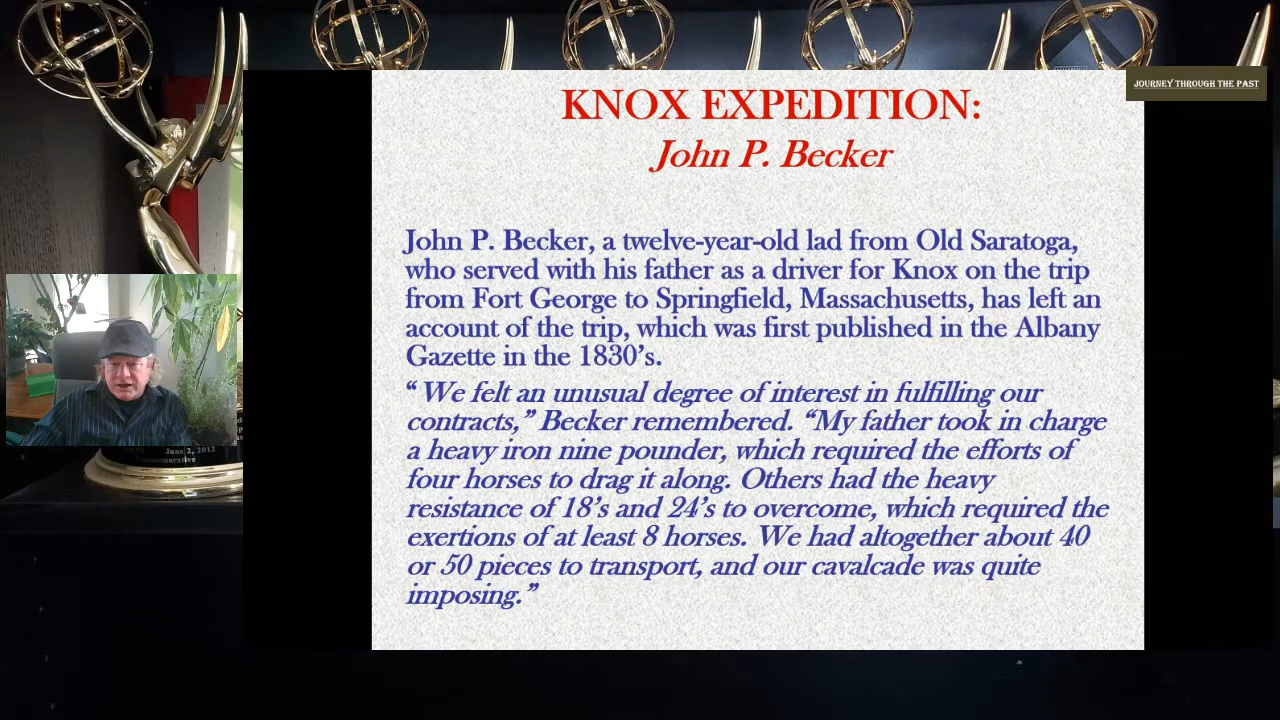 JOURNEY THROUGH THE PAST
KNOX EXPEDITION:
John P. Becker
John P. Becker, a twelve-year-old lad from Old Saratoga,
who served with his father as a driver for Knox on the trip
from Fort George to Springfield, Massachusetts, has left an
account of the trip, which was first published in the Albany
Gazette in the 1830’s.
“ We felt an unusual degree of interest in fulfilling our
contracts,” Becker remembered. “My father took in charge
a heavy iron nine pounder, which required the efforts of
four horses to drag it along. Others had the heavy
resistance of 18’s and 24’s to overcome, which required the
exertions of at least 8 horses. We had altogether about 40
or 50 pieces to transport, and our cavalcade was quite
imposing.”
June 2, 2012
Commemorative